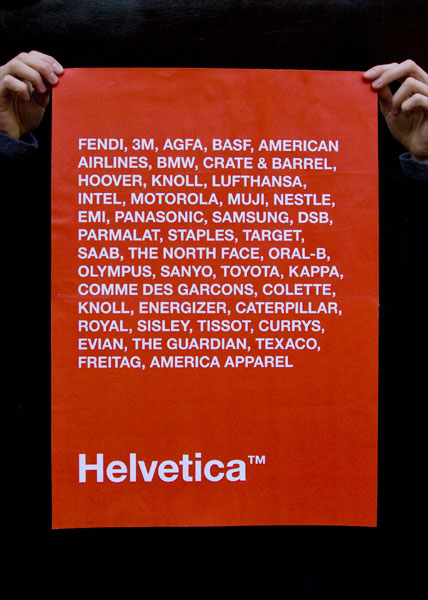 FENDI, 3M, AGFA, BASF, AMERICAN
AIRLINES, BMW, CRATE & BARREL,
HOOVER, KNOLL, LUFTHANSA,
INTEL, MOTOROLA, MUJI, NESTLE,
EMI, PANASONIC, SAMSUNG, DSB,
PARMALAT, STAPLES, TARGET,
SAAB, THE NORTH FACE, ORAL-B,
OLYMPUS, SANYO, TOYOTA, KAPPA,
COMME DES GARCONS, COLETTE,
KNOLL, ENERGIZER, CATERPILLAR,
ROYAL, SISLEY, TISSOT, CURRYS,
EVIAN, THE GUARDIAN, TEXACO,
FREITAG, AMERICA APPAREL
Helvetica™